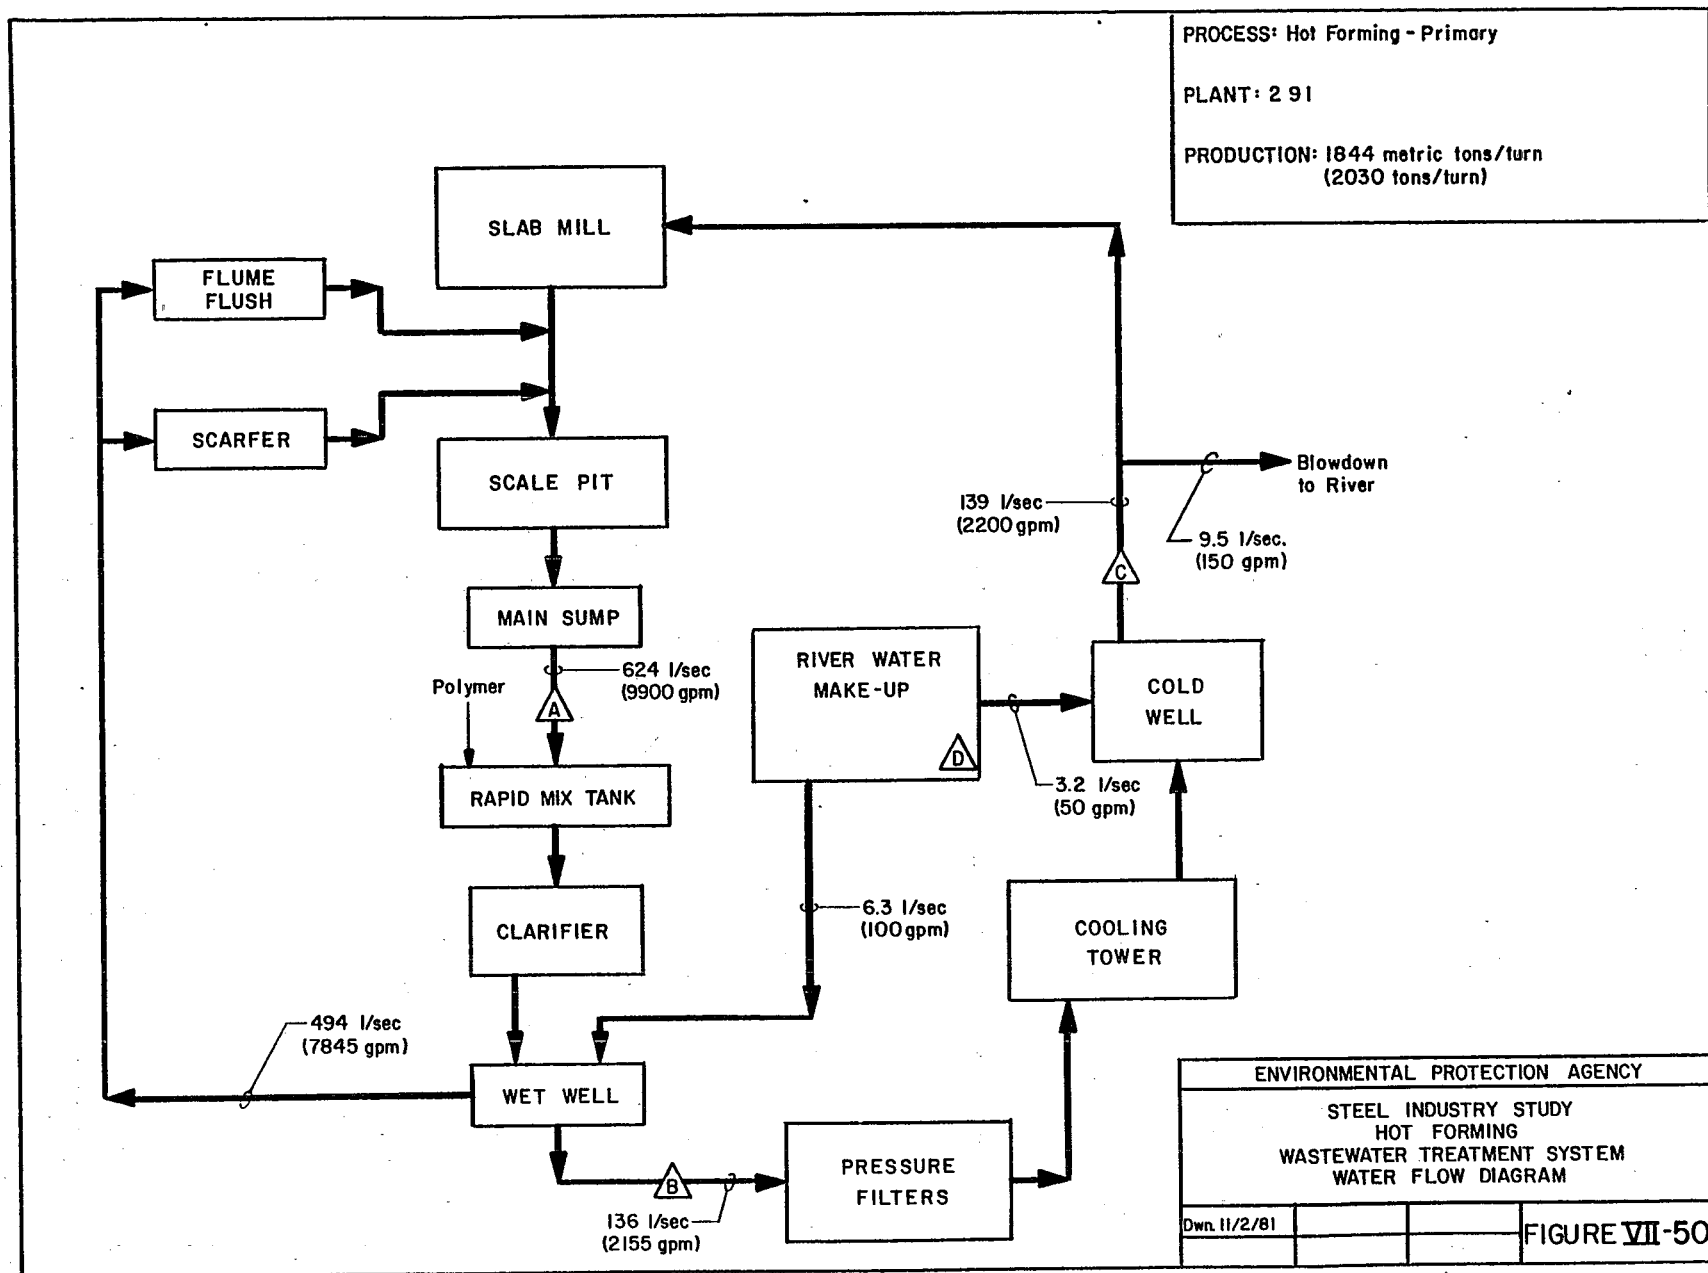 PROCESS: Hot Forming - Primary
PLANT: 291
PRODUCTION: 1844 metric tons/turn
(2030 tons/turn)
SLAB MILL
FLUME
FLUSH
SCARFER
SCALE PIT
Blowdown
to River
139 l/sec
(2200 gpm)
9.5 l/sec.
(150 gpm)
C
MAIN SUMP
624 l/sec
(9900 gpm)
Polymer
A
RIVER WATER
MAKE-UP
D
COLD
WELL
3.2 l/sec
(50 gpm)
RAPID MIX TANK
6.3 l/sec
(100 gpm)
CLARIFIER
COOLING
TOWER
494 l/sec
(7845 gpm)
WET WELL
B
136 l/sec
(2155 gpm)
PRESSURE
FILTERS
ENVIRONMENTAL PROTECTION AGENCY
STEEL INDUSTRY STUDY
HOT FORMING
WASTEWATER TREATMENT SYSTEM
WATER FLOW DIAGRAM
Dwn. 11/2/81
FIGURE VII-50